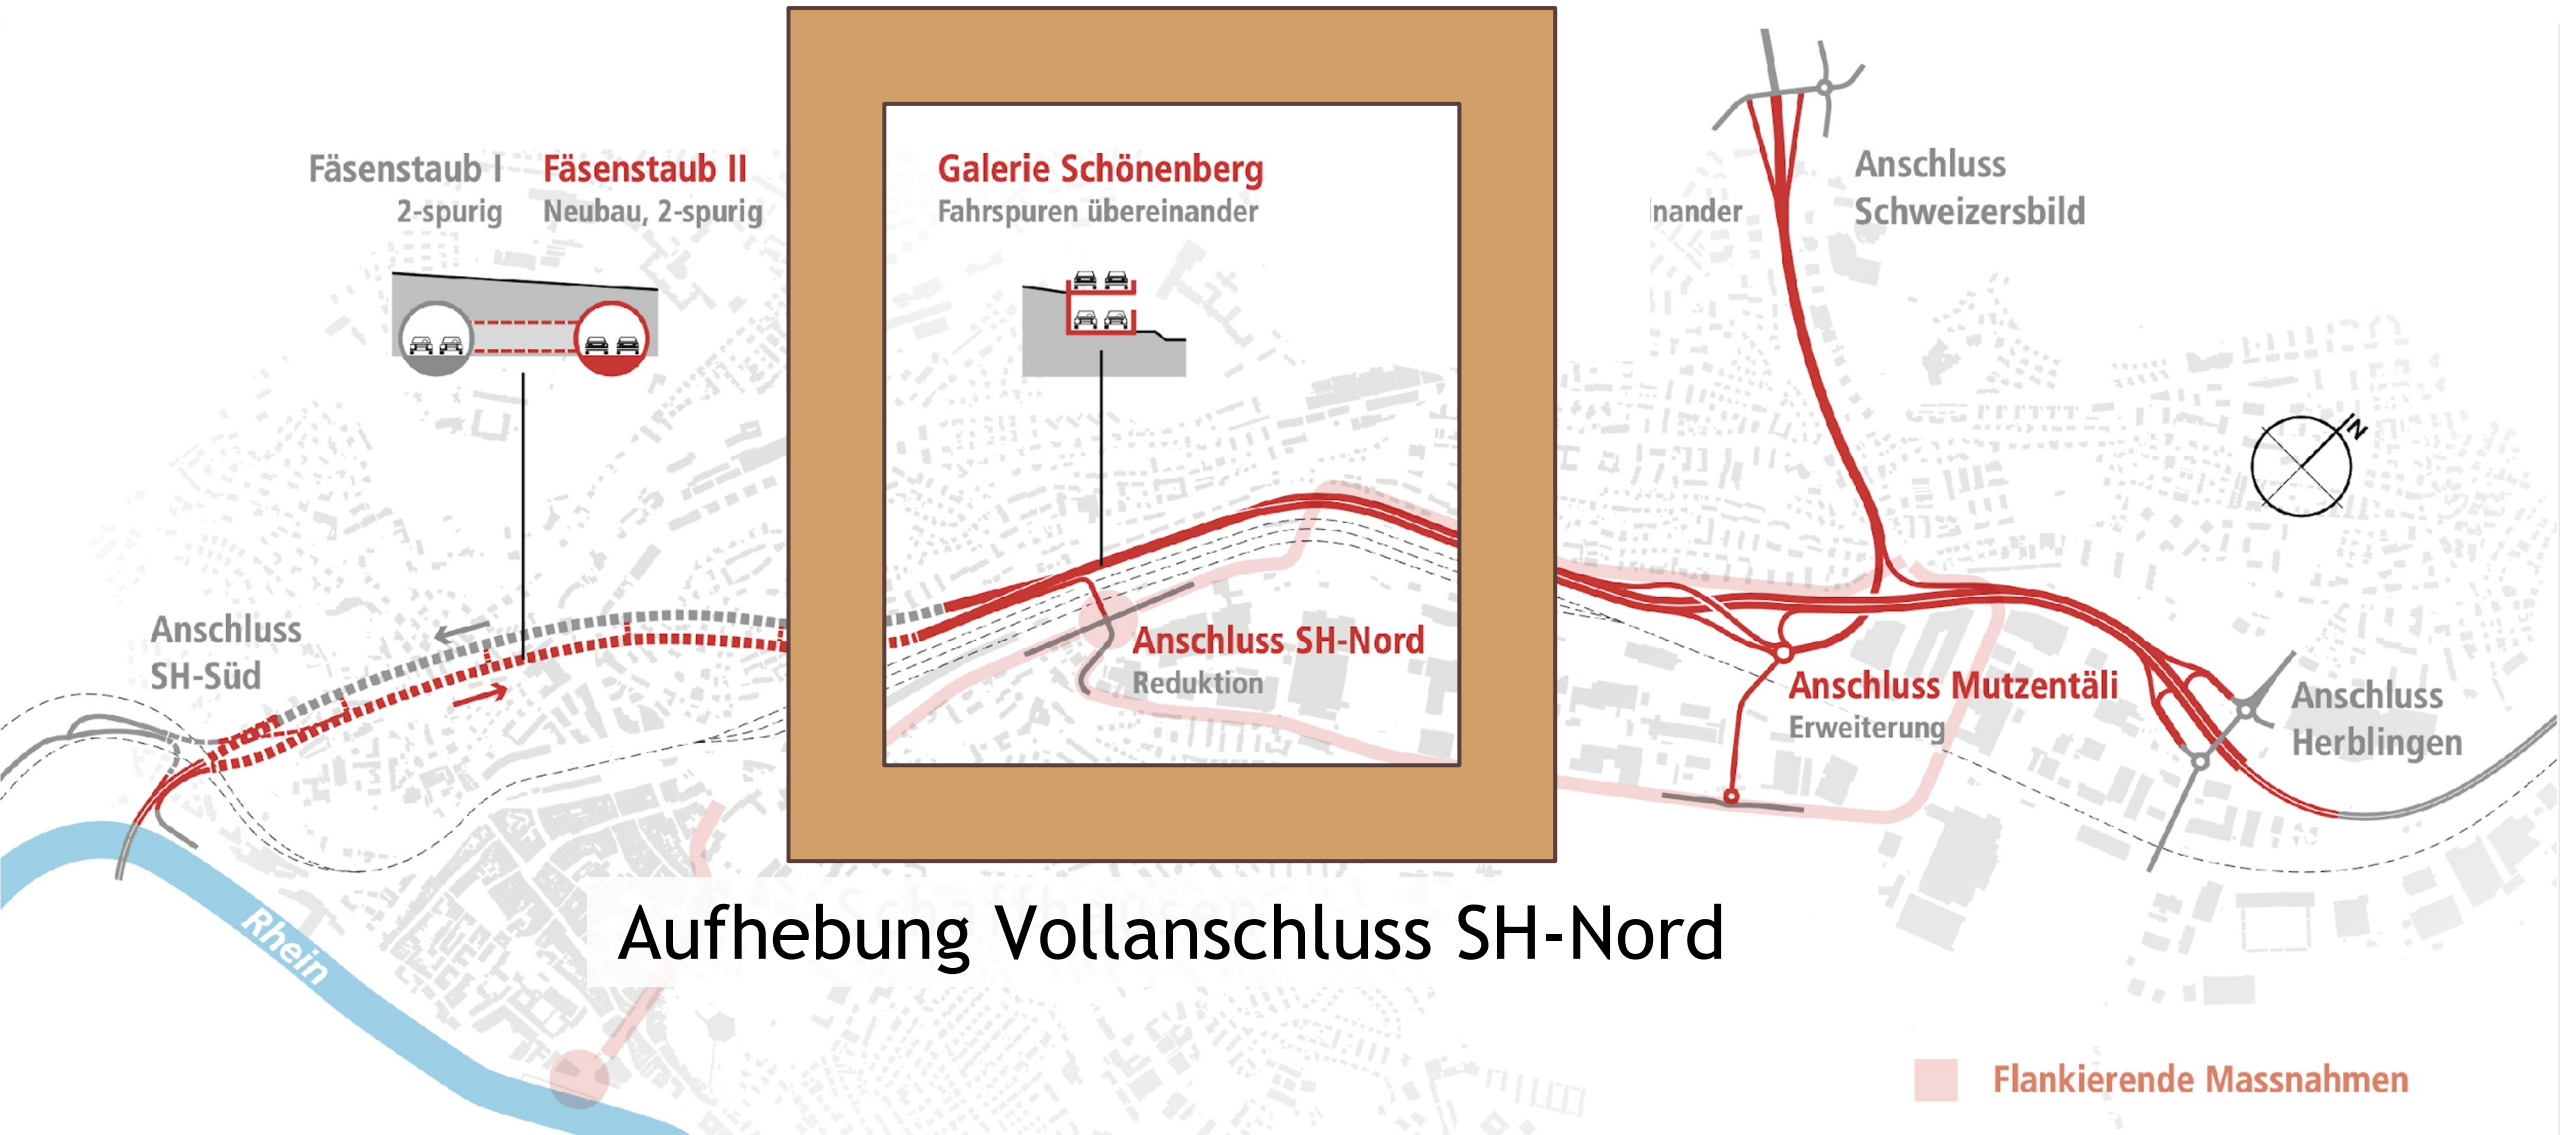 Fäsenstaub I
2-spurig
Fäsenstaub II
Neubau, 2-spurig
Galerie Schönenberg
Fahrspuren übereinander
nander
Anschluss
Schweizersbild
N
Anschluss
SH-Süd
Anschluss SH-Nord
Reduktion
Anschluss Mutzentäli
Erweiterung
Anschluss
Herblingen
Rhein
Aufhebung Vollanschluss SH-Nord
Flankierende Massnahmen